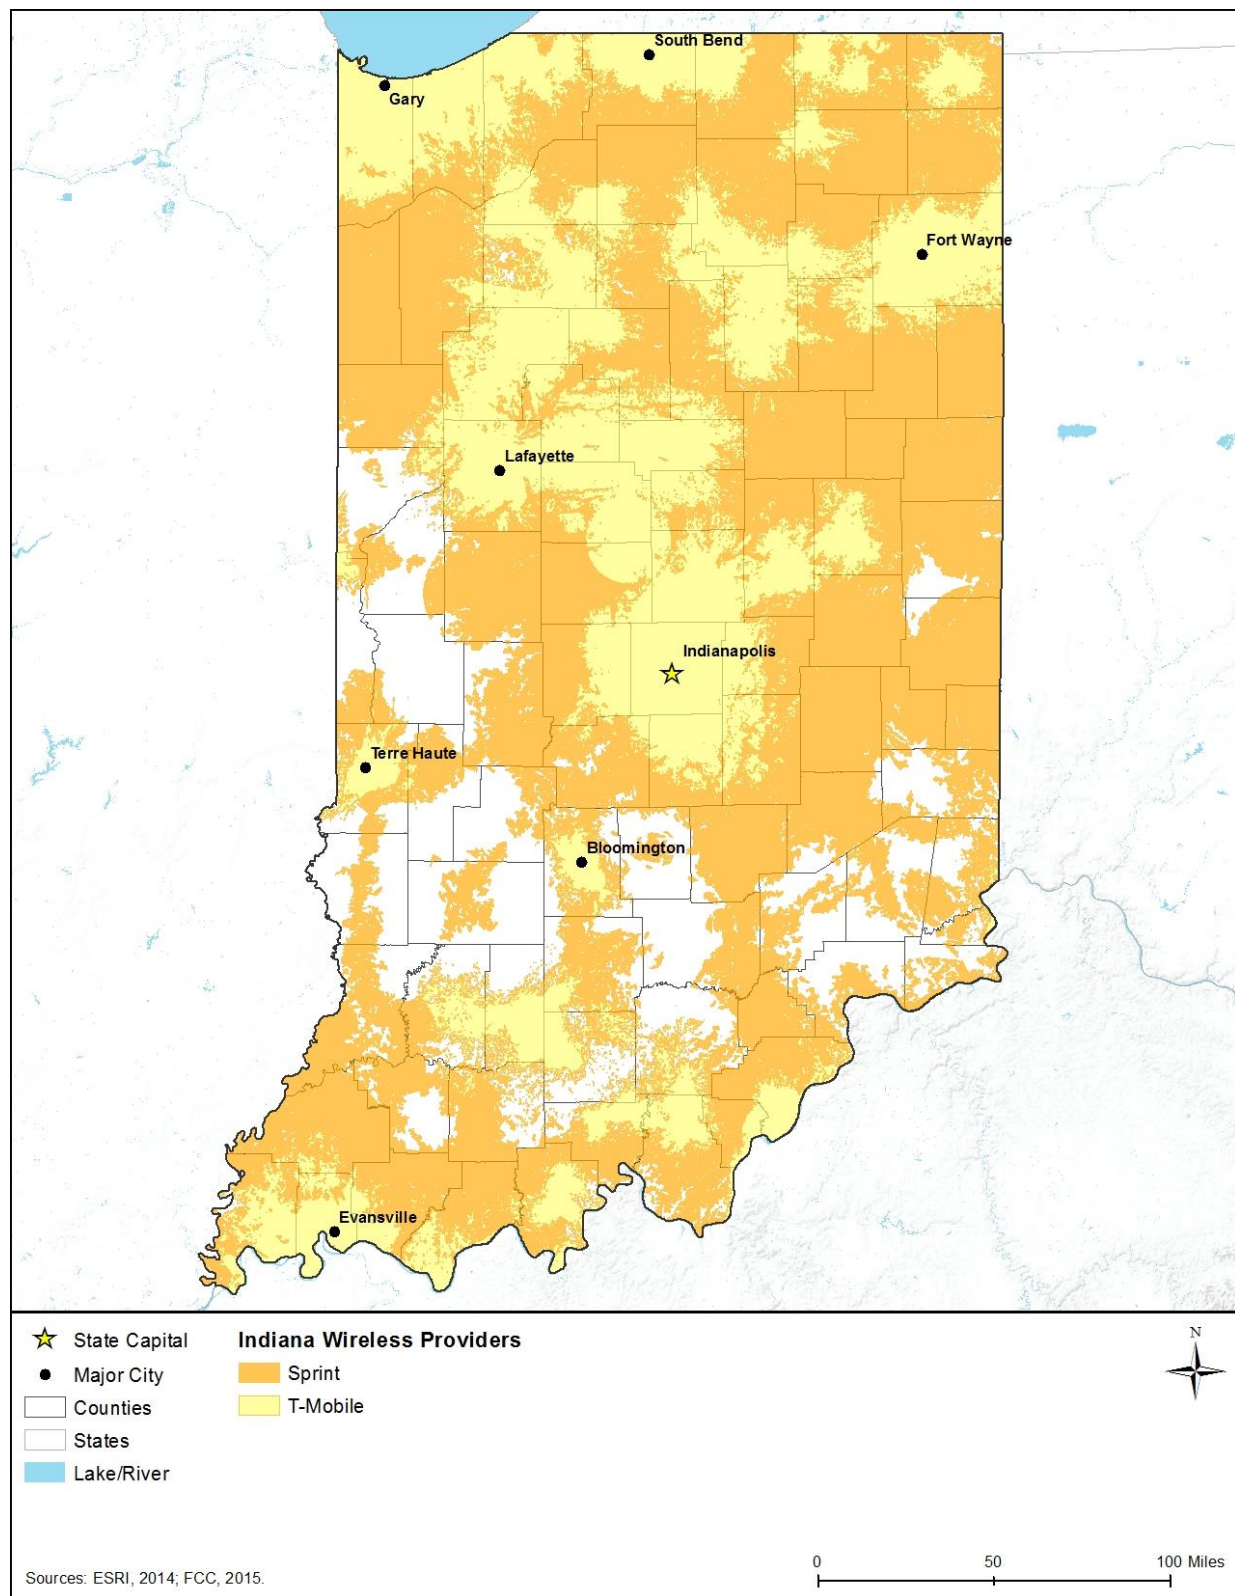 South Bend
Gary
Fort Wayne
Lafayette
Indianapolis
Terre Haute
Bloomington
Evansville
State Capital
Major City
Counties
States
Lake/River
Indiana Wireless Providers
Sprint
T-Mobile
N
0 50 100 Miles
Sources: ESRI, 2014; FCC, 2015.